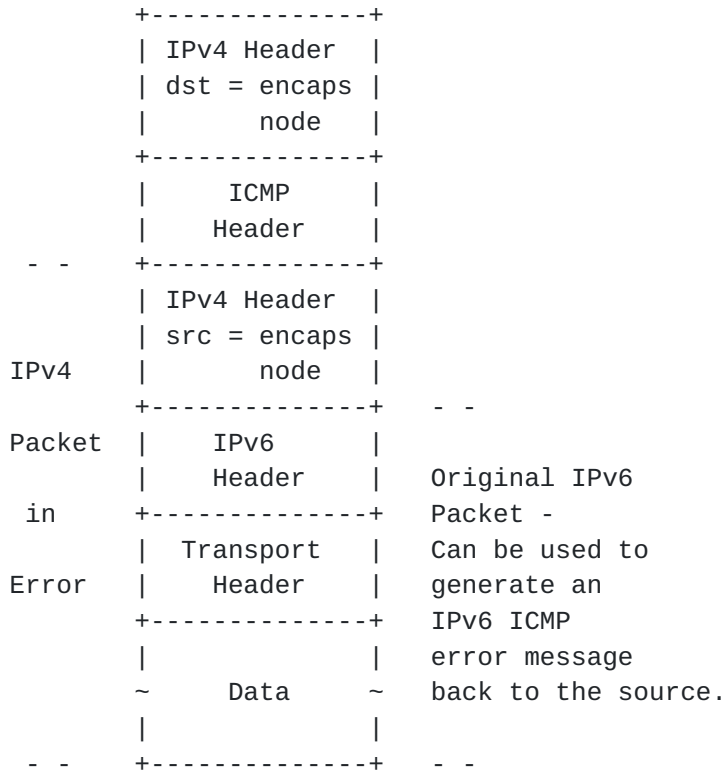 +--------------+
        | IPv4 Header  |
        | dst = encaps |
        |       node   |
        +--------------+
        |     ICMP     |
        |    Header    |
 - -    +--------------+
        | IPv4 Header  |
        | src = encaps |
IPv4    |       node   |
        +--------------+   - -
Packet  |    IPv6      |
        |    Header    |   Original IPv6
 in     +--------------+   Packet -
        |  Transport   |   Can be used to
Error   |    Header    |   generate an
        +--------------+   IPv6 ICMP
        |              |   error message
        ~     Data     ~   back to the source.
        |              |
 - -    +--------------+   - -